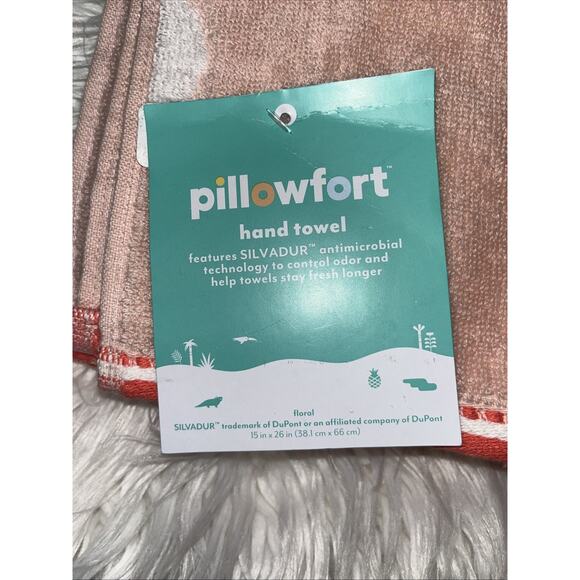 pillowfort™
hand towel
features SILVADUR™ antimicrobial
technology to control odor and
help towels stay fresh longer
floral
SILVADUR™ trademark of DuPont or an affiliated company of DuPont
15 in x 26 in (38.1 cm x 66 cm)